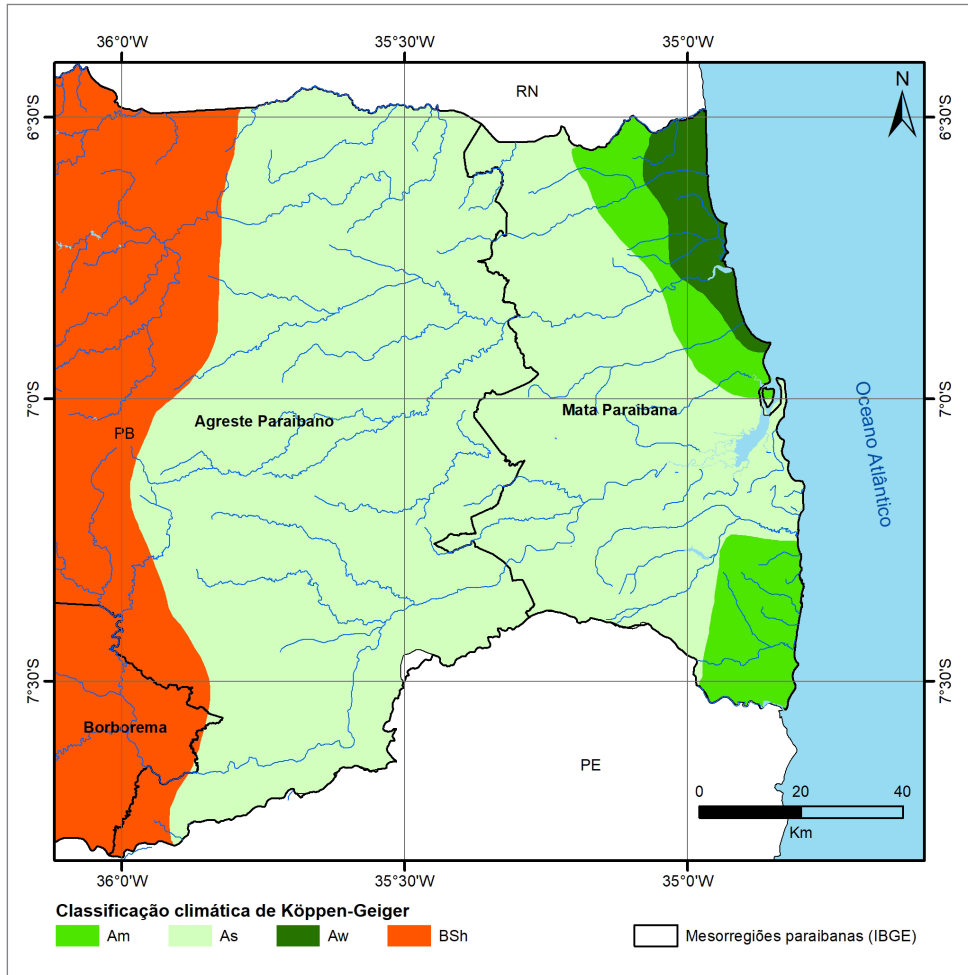 36°0'W
35°30'W
35°0'W
RN
N
6°30'S
6°30'S
7°0'S
7°0'S
Agreste Paraibano
Mata Paraibana
PB
Oceano Atlântico
7°30'S
7°30'S
Borborema
PE
0 20 40
Km
36°0'W
35°30'W
35°0'W
Classificação climática de Köppen-Geiger
Am As Aw BSh Mesorregiões paraibanas (IBGE)